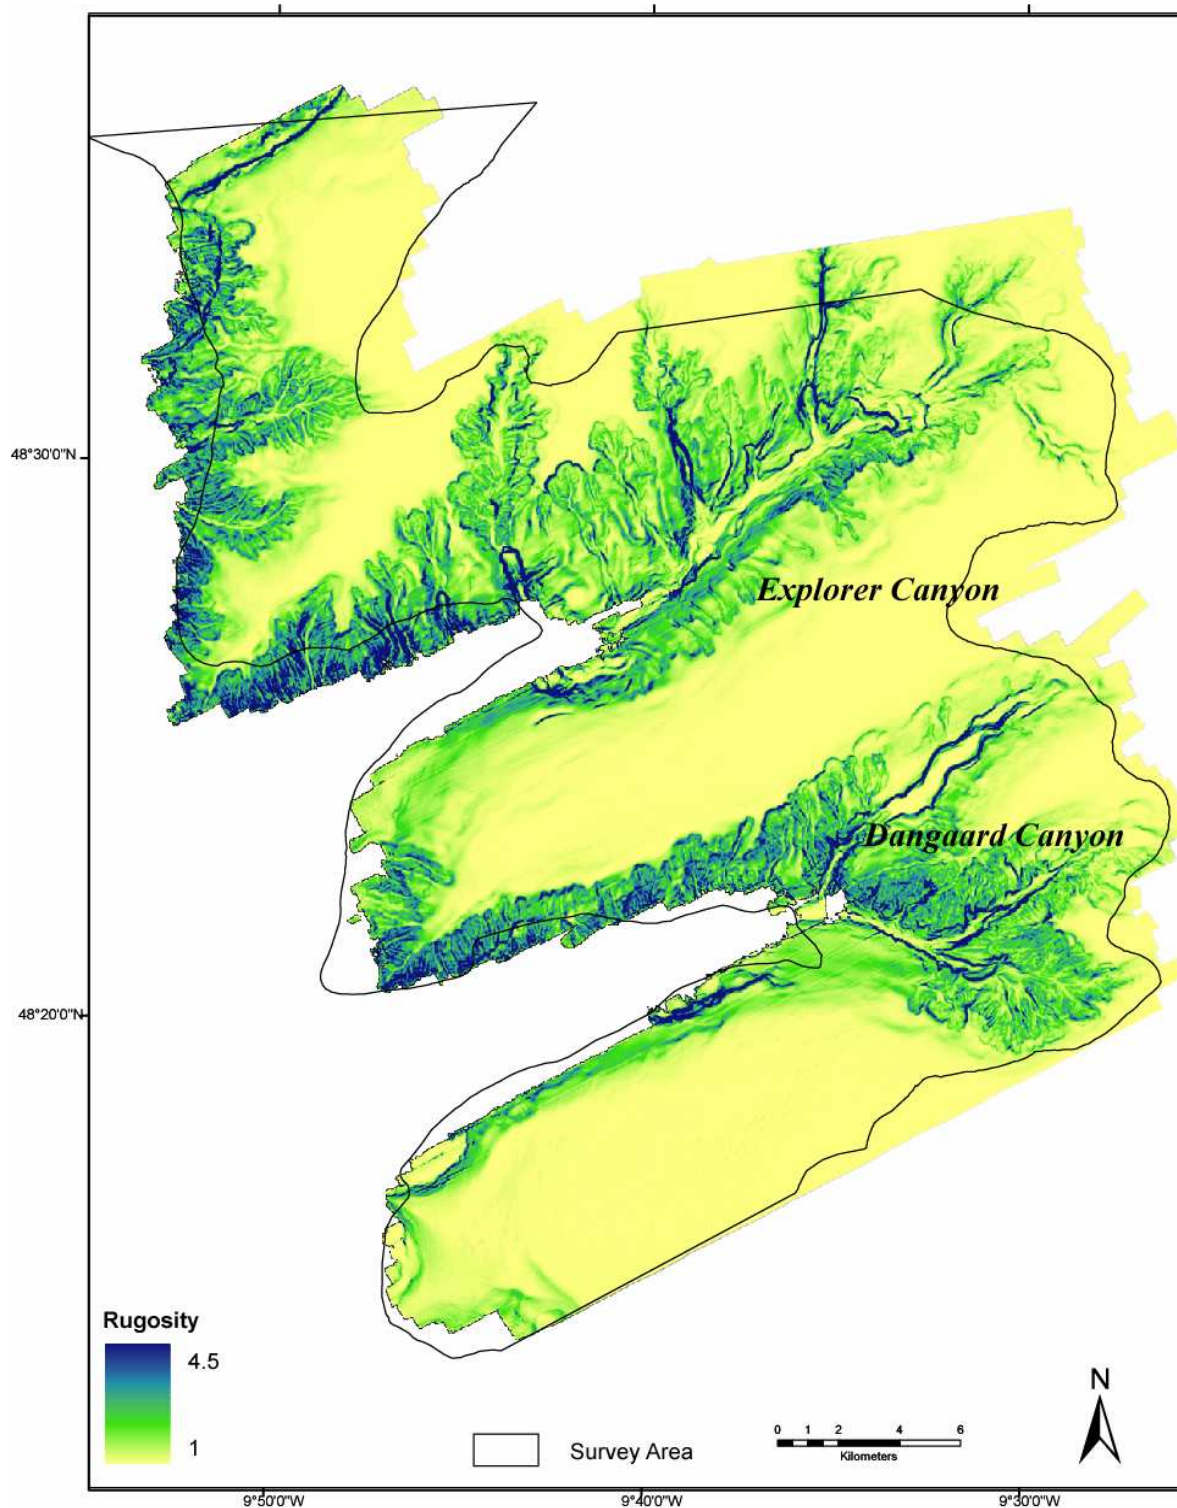 48°30'0"N
Explorer Canyon
Dangaard Canyon
48°20'0"N
Rugosity
4.5
1
Survey Area
0 1 2 4 6
Kilometers
N
9°50'0"W
9°40'0"W
9°30'0"W